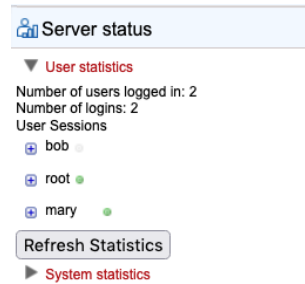 Server status
User statistics
Number of users logged in: 2
Number of logins: 2
User Sessions
bob
root
mary
Refresh Statistics
System statistics